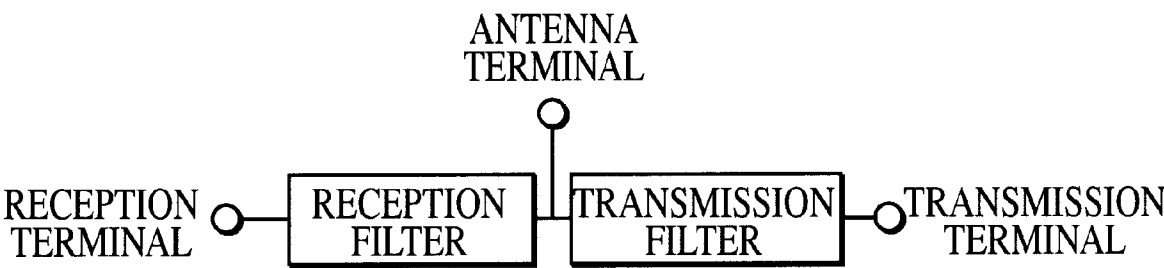 ANTENNA
TERMINAL
RECEPTION
TERMINAL
RECEPTION
FILTER
TRANSMISSION
FILTER
TRANSMISSION
TERMINAL